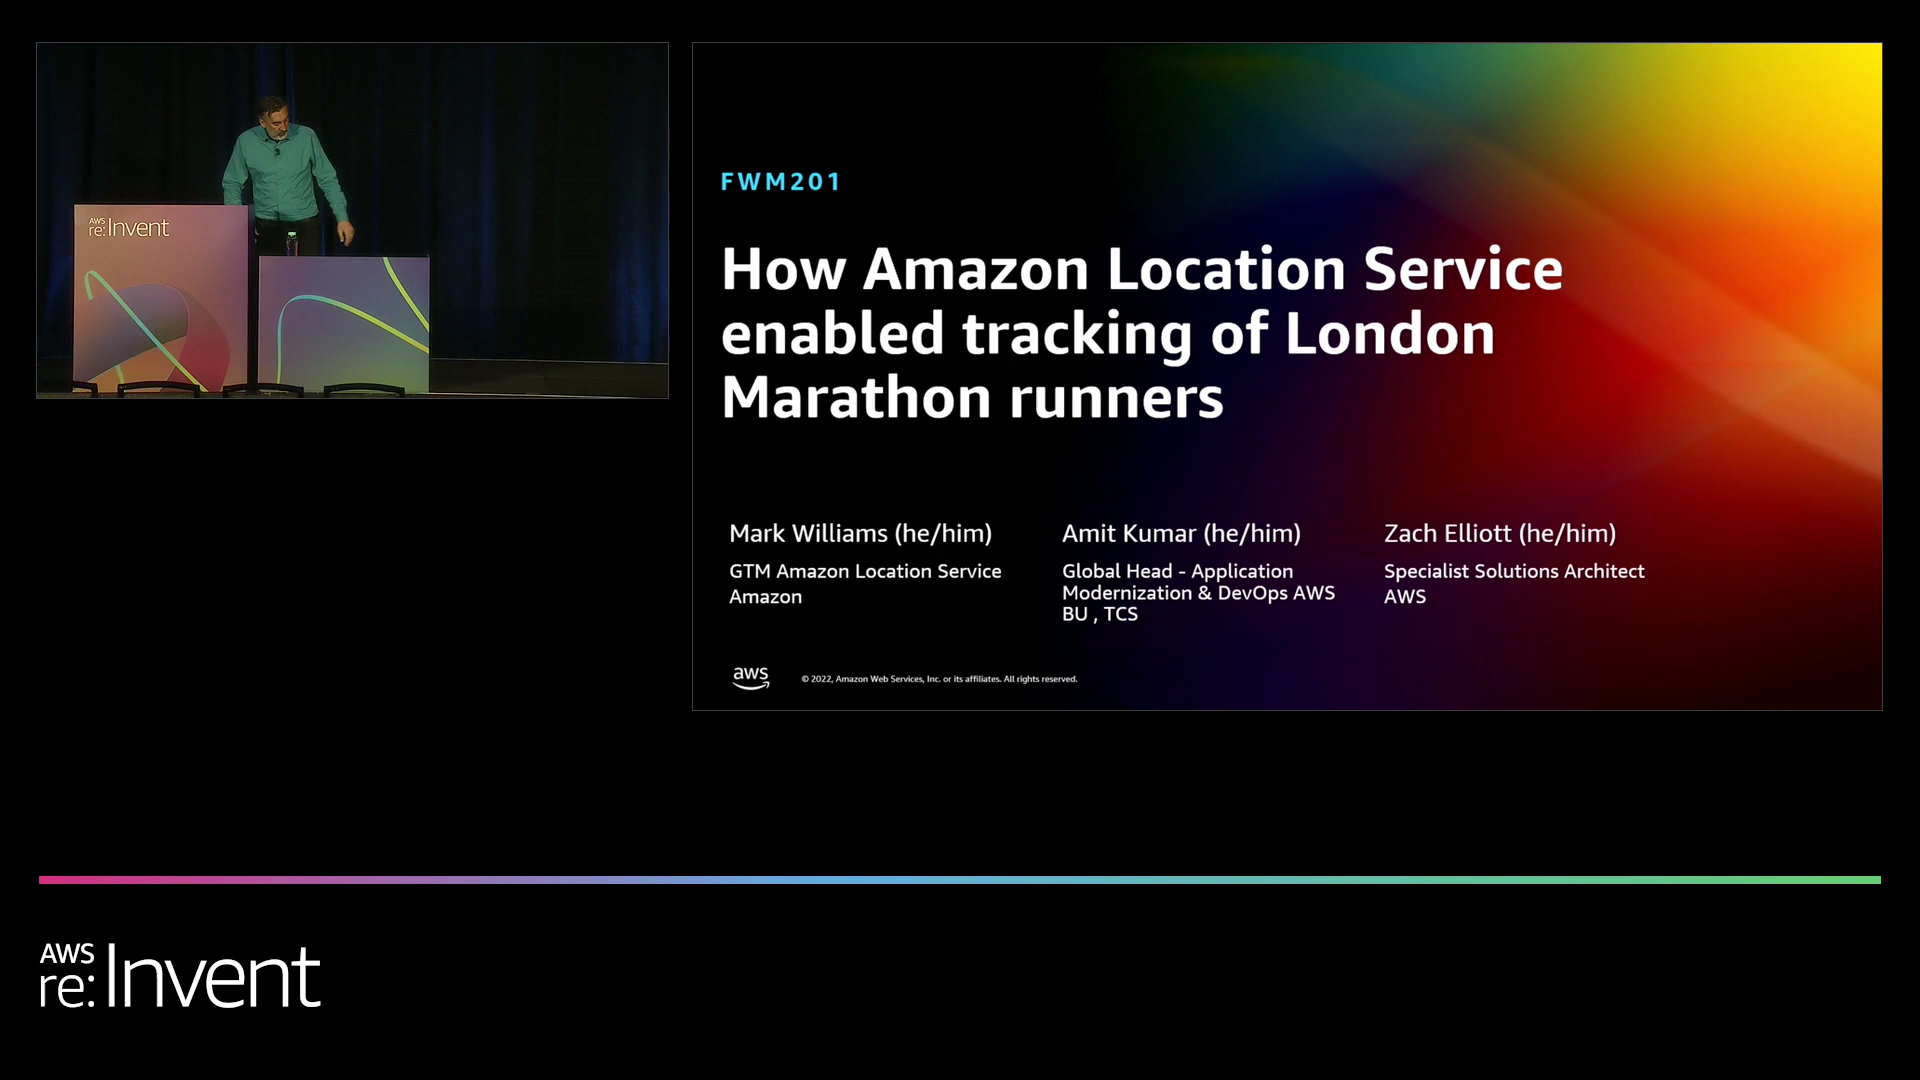 AWS
re:Invent
FWM201
How Amazon Location Service
enabled tracking of London
Marathon runners
Mark Williams (he/him)
GTM Amazon Location Service
Amazon
Amit Kumar (he/him)
Global Head - Application
Modernization & DevOps AWS
BU , TCS
Zach Elliott (he/him)
Specialist Solutions Architect
AWS
aws
© 2022, Amazon Web Services, Inc. or its affiliates. All rights reserved.
AWS
re:Invent